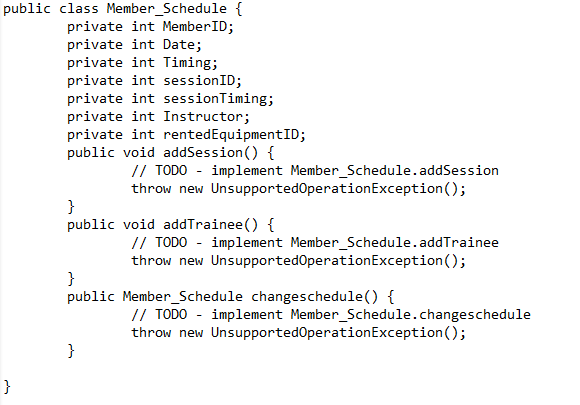 public class Member_Schedule {
private int MemberID;
private int Date;
private int Timing;
private int sessionID;
private int sessionTiming;
private int Instructor;
private int rentedEquipmentID;
public void addSession() {
// TODO - implement Member_Schedule.addSession
throw new UnsupportedOperationException();
}
public void addTrainee() {
// TODO - implement Member_Schedule.addTrainee
throw new UnsupportedOperationException();
}
public Member_Schedule changeschedule() {
// TODO - implement Member_Schedule.changeschedule
throw new UnsupportedOperationException();
}
}